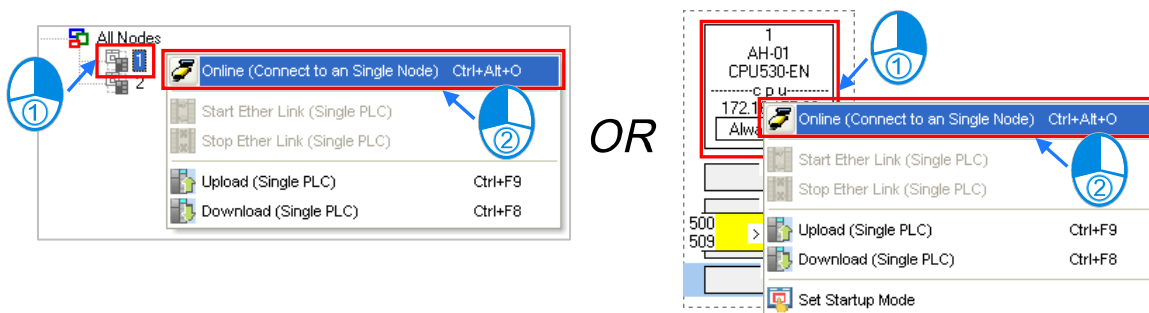 All Nodes
1
2
①
Online (Connect to an Single Node) Ctrl+Alt+O
②
Start Ether Link (Single PLC)
Stop Ether Link (Single PLC)
Upload (Single PLC) Ctrl+F9
Download (Single PLC) Ctrl+F8
OR
1
AH-01
CPU530-EN
--------c p u--------
172.1
Alwa
①
Online (Connect to an Single Node) Ctrl+Alt+O
②
Start Ether Link (Single PLC)
Stop Ether Link (Single PLC)
500
509
>
Upload (Single PLC) Ctrl+F9
Download (Single PLC) Ctrl+F8
Set Startup Mode